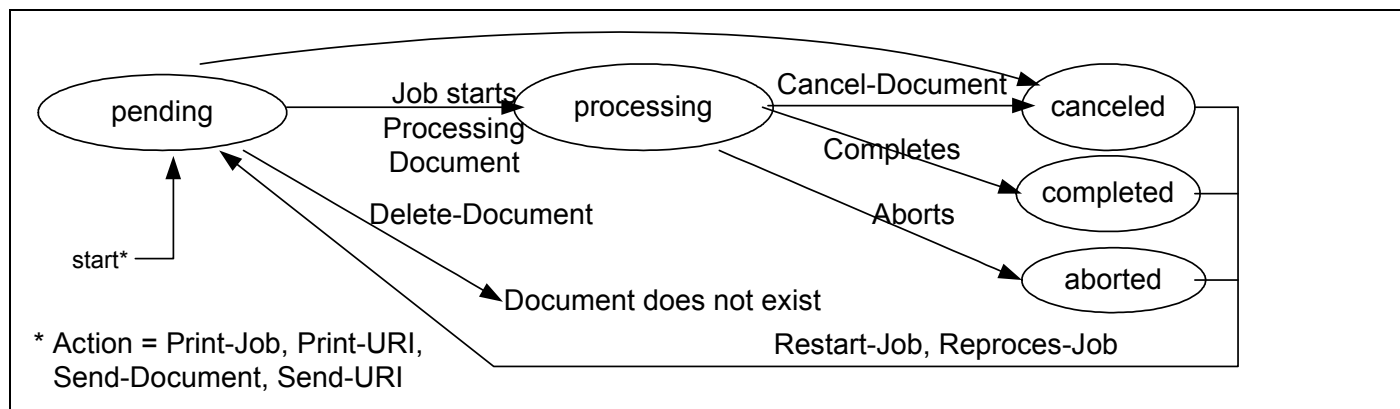 pending
Job starts
Processing
Document
processing
Cancel-Document
canceled
Completes
completed
Delete-Document
Aborts
aborted
start*
Document does not exist
* Action = Print-Job, Print-URI,
Send-Document, Send-URI
Restart-Job, Reproces-Job